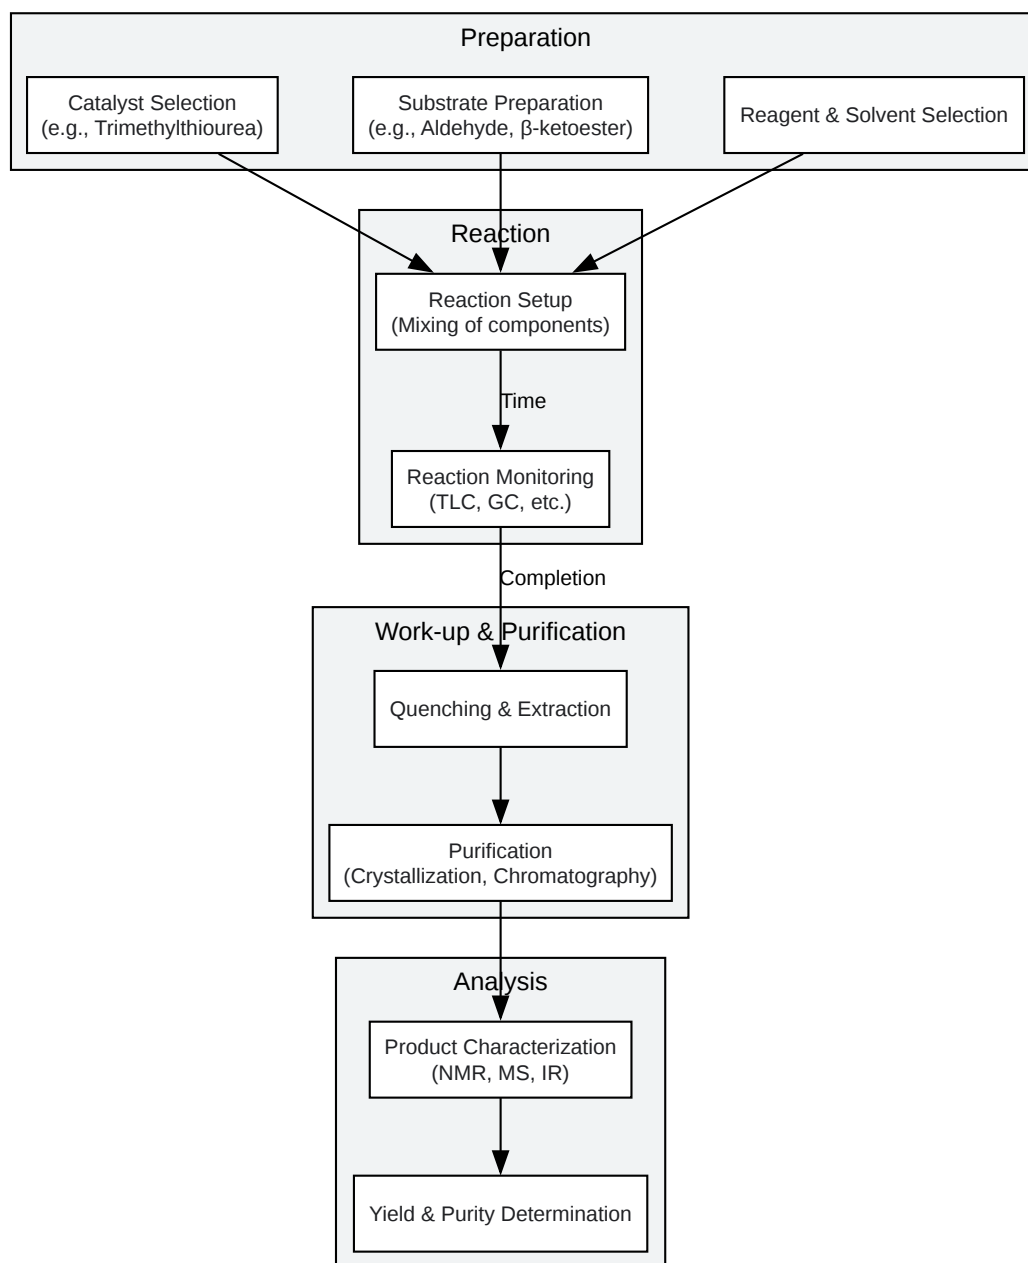 Preparation
Catalyst Selection
(e.g., Trimethylthiourea)
Substrate Preparation
(e.g., Aldehyde, β-ketoester)
Reagent & Solvent Selection
Reaction
Reaction Setup
(Mixing of components)
Time
Reaction Monitoring
(TLC, GC, etc.)
Completion
Work-up & Purification
Quenching & Extraction
Purification
(Crystallization, Chromatography)
Analysis
Product Characterization
(NMR, MS, IR)
Yield & Purity Determination